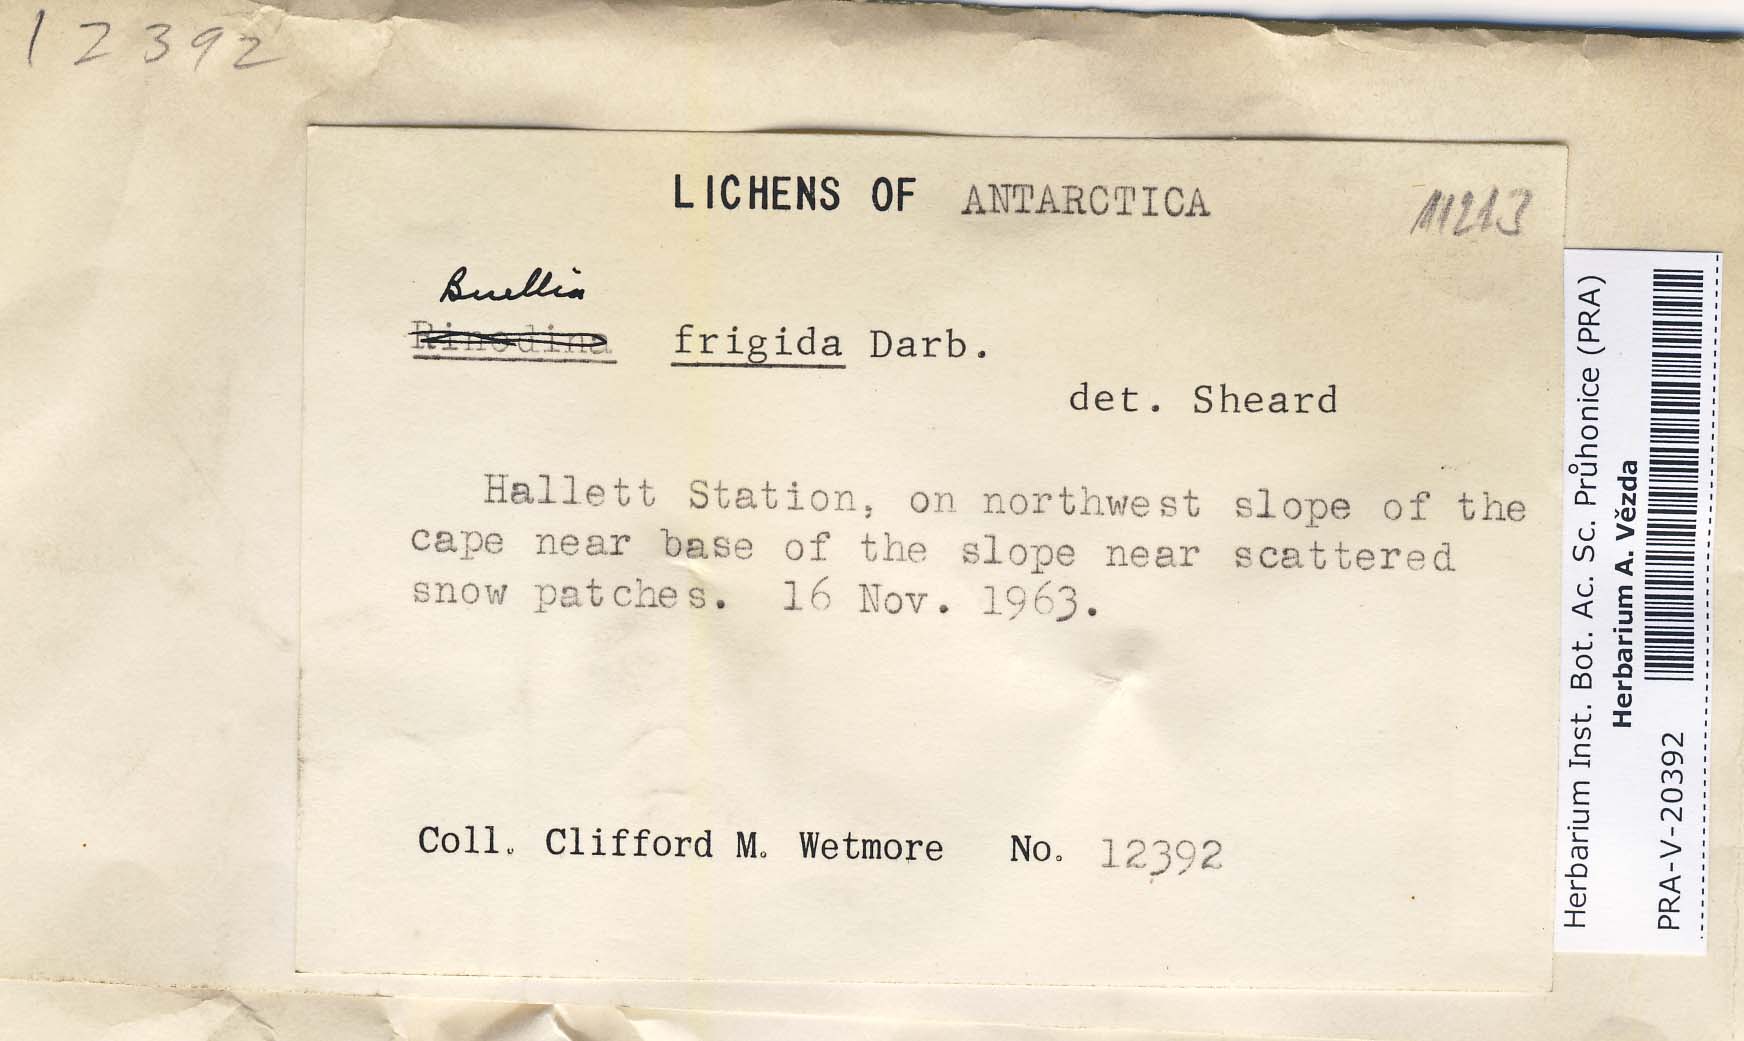 12392
LICHENS OF ANTARCTICA
11213
Buellia
Rinodina frigida Darb.
det. Sheard
Hallett Station, on northwest slope of the
cape near base of the slope near scattered
snow patches. 16 Nov. 1963.
Coll. Clifford M. Wetmore No. 12392
Herbarium Inst. Bot. Ac. Sc. Průhonice (PRA)
Herbarium A. Vězda
PRA-V-20392